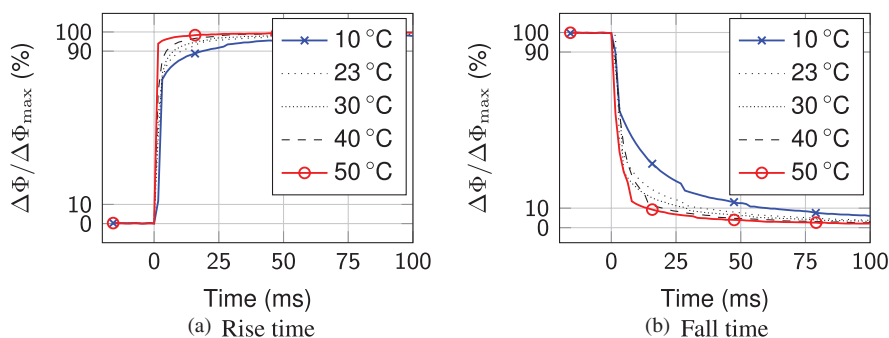 100
90
10
0
ΔΦ/ΔΦmax (%)
10 °C
23 °C
30 °C
40 °C
50 °C
0 25 50 75 100
Time (ms)
(a) Rise time
100
90
10
0
ΔΦ/ΔΦmax (%)
10 °C
23 °C
30 °C
40 °C
50 °C
0 25 50 75 100
Time (ms)
(b) Fall time